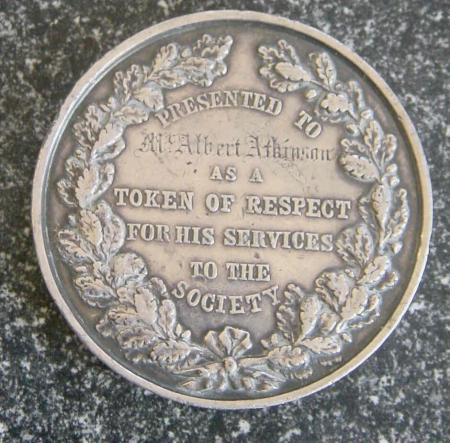 PRESENTED TO
Mr Albert Atkinson
AS A
TOKEN OF RESPECT
FOR HIS SERVICES
TO THE
SOCIETY